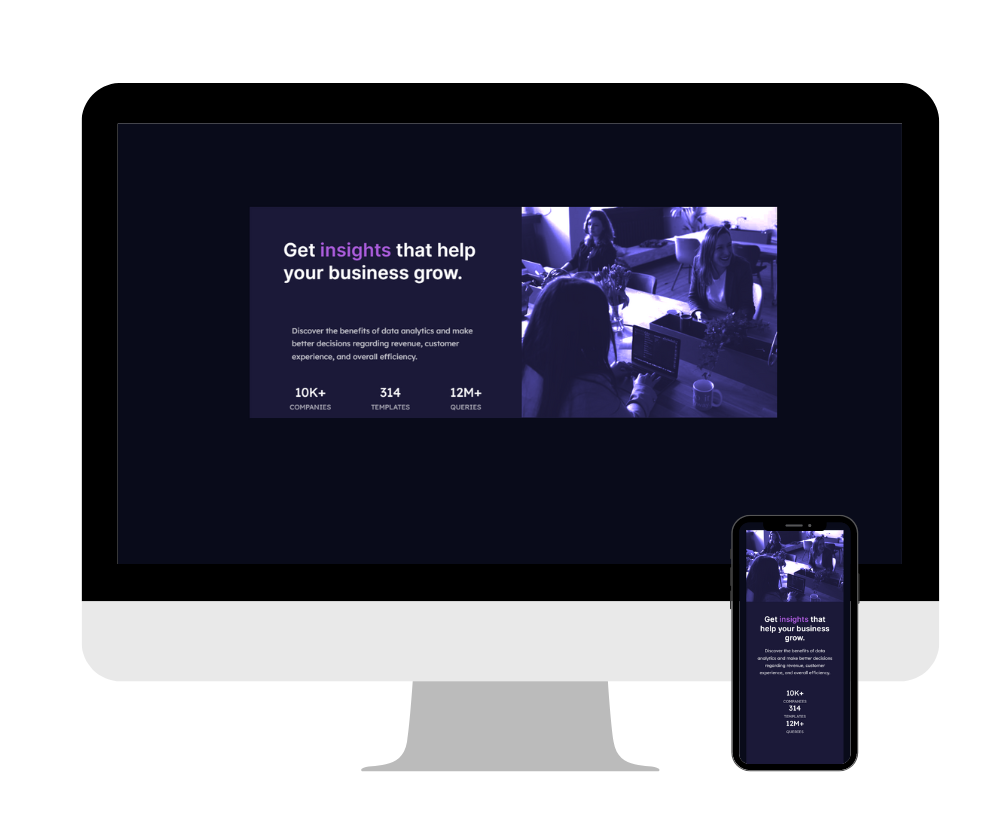 Get insights that help
your business grow.
Discover the benefits of data analytics and make
better decisions regarding revenue, customer
experience, and overall efficiency.
10K+ 314 12M+
COMPANIES TEMPLATES QUERIES
Get insights that
help your business
grow.
Discover the benefits of data
analytics and make better decisions
regarding revenue, customer
experience, and overall efficiency.
10K+
COMPANIES
314
TEMPLATES
12M+
QUERIES